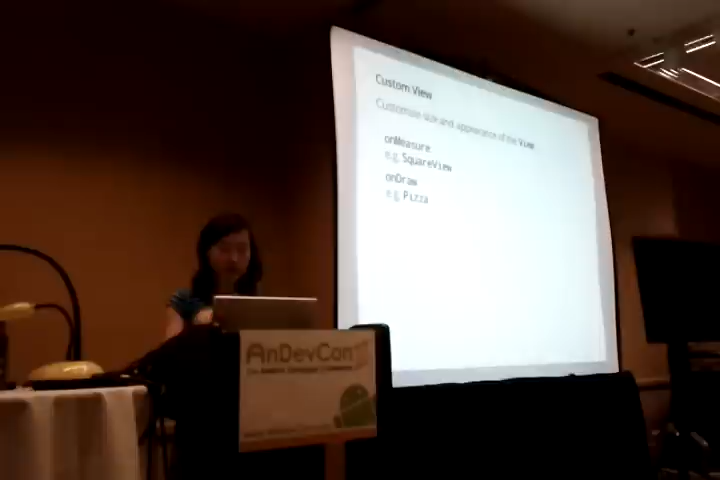 Custom View
Customize size and appearance of the View
onMeasure
e.g. SquareView
onDraw
e.g. Pizza
AnDevCon